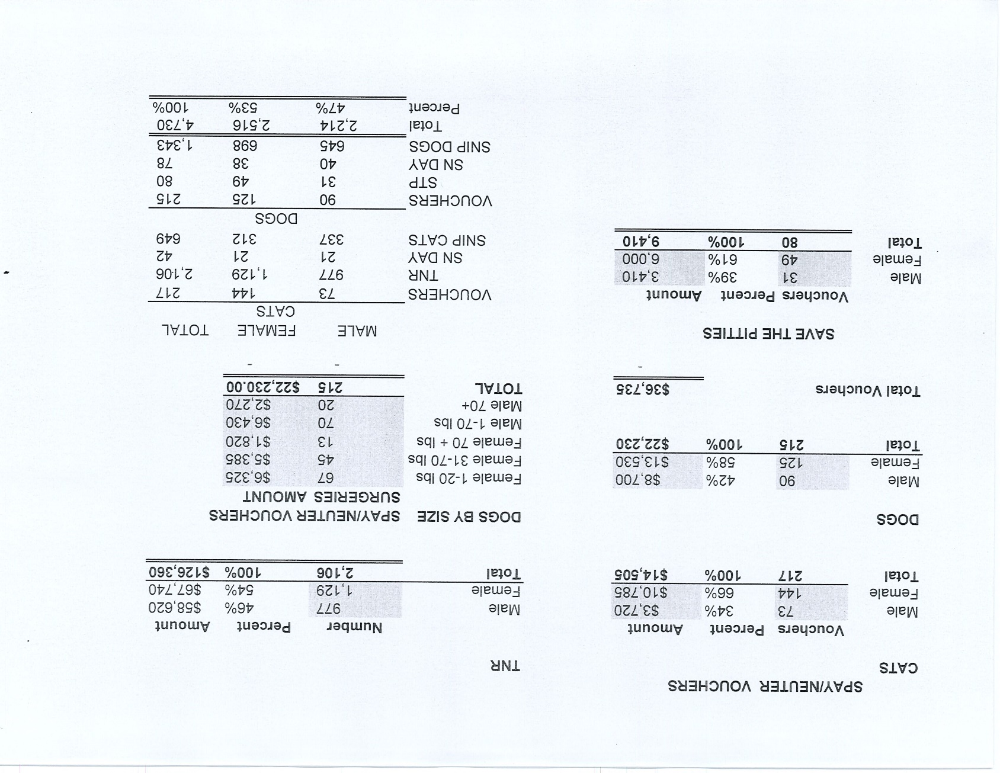 SPAY/NEUTER VOUCHERS
CATS
Vouchers Percent Amount
Male 73 34% $3,720
Female 144 66% $10,785
Total 217 100% $14,505
DOGS
Male 90 42% $8,700
Female 125 58% $13,530
Total 215 100% $22,230
Total Vouchers $36,735
-
SAVE THE PITTIES
Vouchers Percent Amount
Male 31 39% 3,410
Female 49 61% 6,000
Total 80 100% 9,410
TNR
Number Percent Amount
Male 977 46% $58,620
Female 1,129 54% $67,740
Total 2,106 100% $126,360
DOGS BY SIZE SPAY/NEUTER VOUCHERS
SURGERIES AMOUNT
Female 1-20 lbs 67 $6,325
Female 31-70 lbs 45 $5,385
Female 70 + lbs 13 $1,820
Male 1-70 lbs 70 $6,430
Male 70+ 20 $2,270
TOTAL 215 $22,230.00
- -
MALE FEMALE TOTAL
CATS
VOUCHERS 73 144 217
TNR 977 1,129 2,106
SN DAY 21 21 42
SNIP CATS 337 312 649
DOGS
VOUCHERS 90 125 215
STP 31 49 80
SN DAY 40 38 78
SNIP DOGS 645 698 1,343
Total 2,214 2,516 4,730
Percent 47% 53% 100%